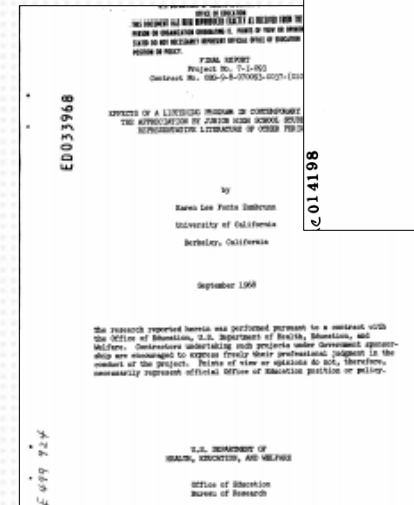 OFFICE OF EDUCATION
THIS DOCUMENT HAS BEEN REPRODUCED EXACTLY AS RECEIVED FROM THE
PERSON OR ORGANIZATION ORIGINATING IT. POINTS OF VIEW OR OPINIONS
STATED DO NOT NECESSARILY REPRESENT OFFICIAL OFFICE OF EDUCATION
POSITION OR POLICY.
FINAL REPORT
Project No. 7-I-
Contract No.
ED033968
EFFECTS OF A LISTENING PROGRAM IN CONTEMPORARY
THE APPRECIATION BY JUNIOR HIGH SCHOOL
REPRESENTATIVE LITERATURE OF OTHER
014198
by
Karen Lee
University of California
Berkeley, California
September 1968
The research reported herein was performed pursuant to a contract with
the Office of Education, U.S. Department of Health, Education, and
Welfare. Contractors undertaking such projects under Government sponsor-
ship are encouraged to express freely their professional judgment in the
conduct of the project. Points of view or opinions do not, therefore,
necessarily represent official Office of Education position or policy.
E 499 924
U.S. DEPARTMENT OF
HEALTH, EDUCATION, AND WELFARE
Office of Education
Bureau of Research